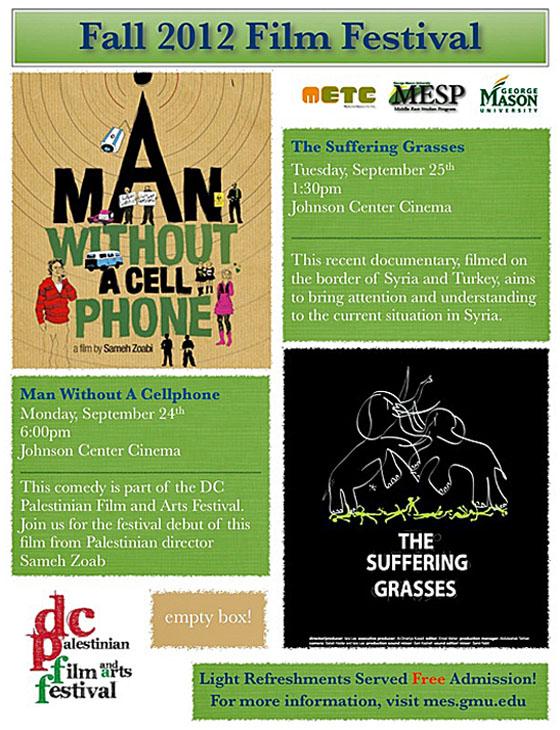 Fall 2012 Film Festival
A
MAN
WITHOUT
A CELL
PHONE
a film by Sameh Zoabi
METC
George Mason University
MESP
Middle East Studies Program
GEORGE
MASON
UNIVERSITY
The Suffering Grasses
Tuesday, September 25th
1:30pm
Johnson Center Cinema
This recent documentary, filmed on
the border of Syria and Turkey, aims
to bring attention and understanding
to the current situation in Syria.
Man Without A Cellphone
Monday, September 24th
6:00pm
Johnson Center Cinema
This comedy is part of the DC
Palestinian Film and Arts Festival.
Join us for the festival debut of this
film from Palestinian director
Sameh Zoab
THE
SUFFERING
GRASSES
dc
palestinian
film and arts
festival
empty box!
Light Refreshments Served Free Admission!
For more information, visit mes.gmu.edu